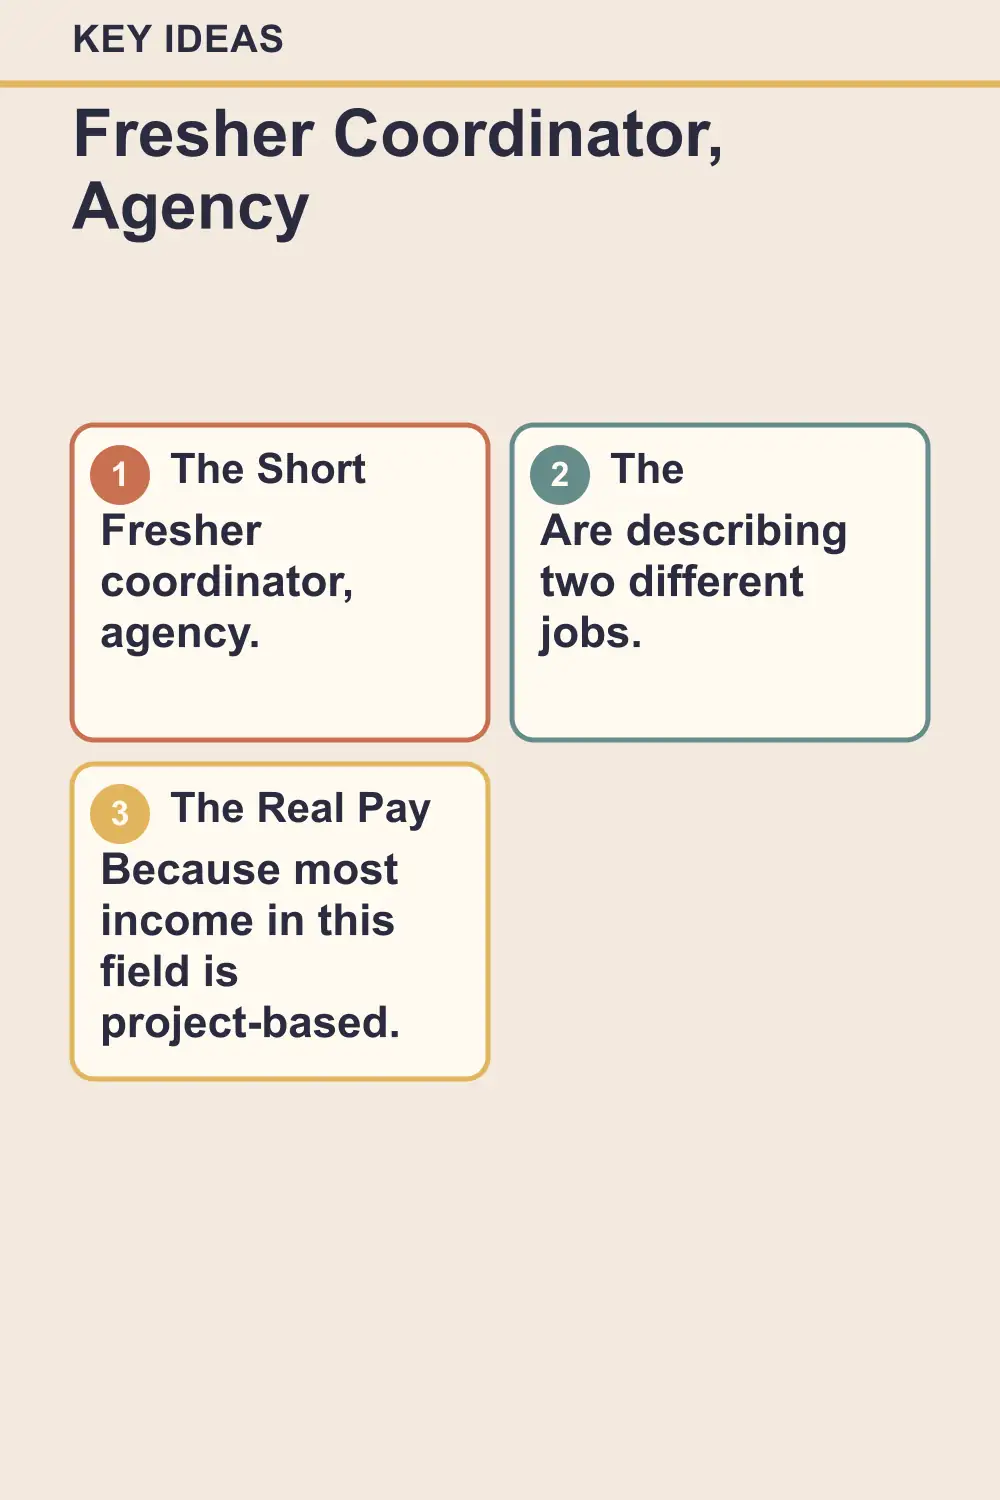 KEY IDEAS
Fresher Coordinator,
Agency
1 The Short
Fresher
coordinator,
agency.
2 The
Are describing
two different
jobs.
3 The Real Pay
Because most
income in this
field is
project-based.